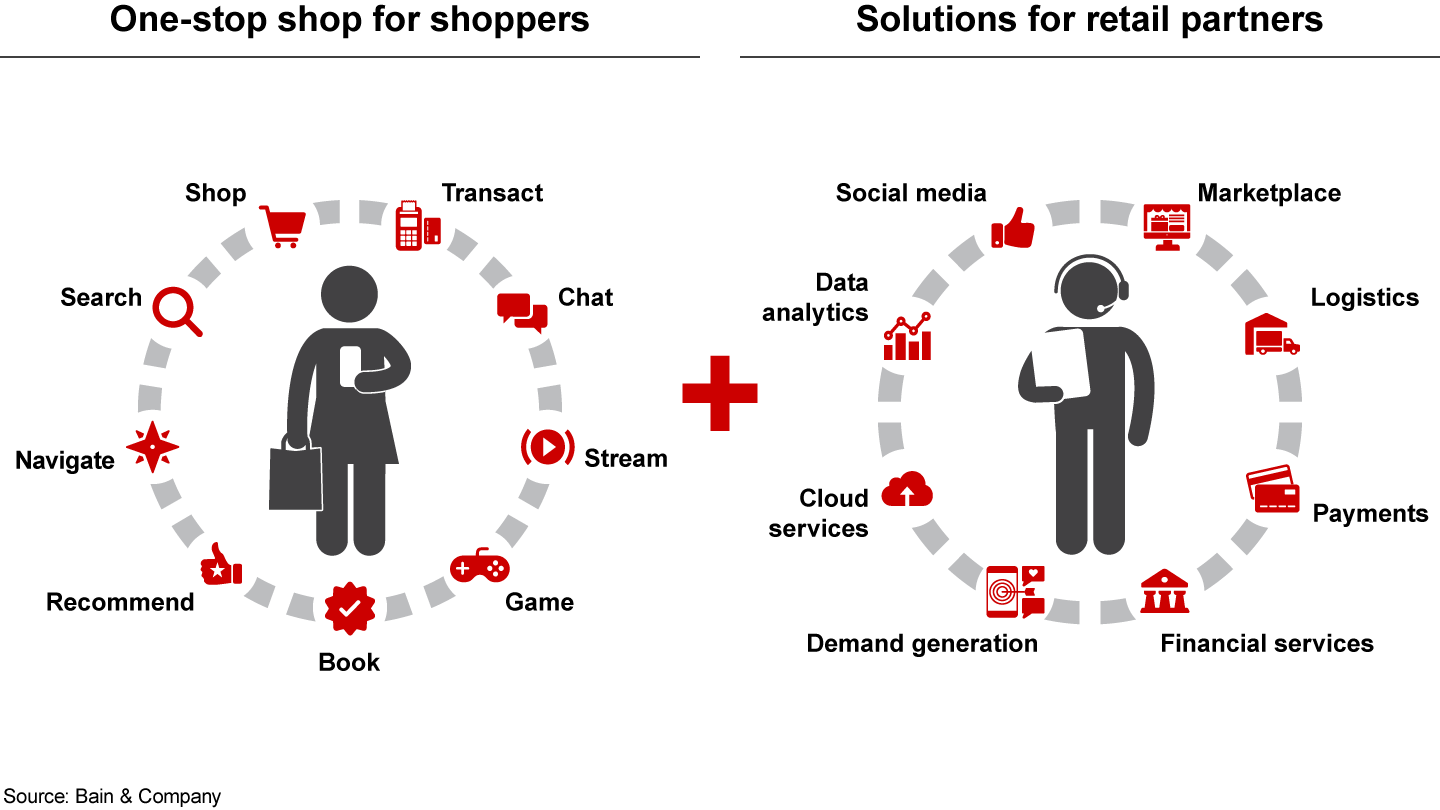 One-stop shop for shoppers
Solutions for retail partners
Shop
Transact
Search
Chat
Navigate
Stream
Recommend
Game
Book
Social media
Marketplace
Data
analytics
Logistics
Cloud
services
Payments
Demand generation
Financial services
Source: Bain & Company